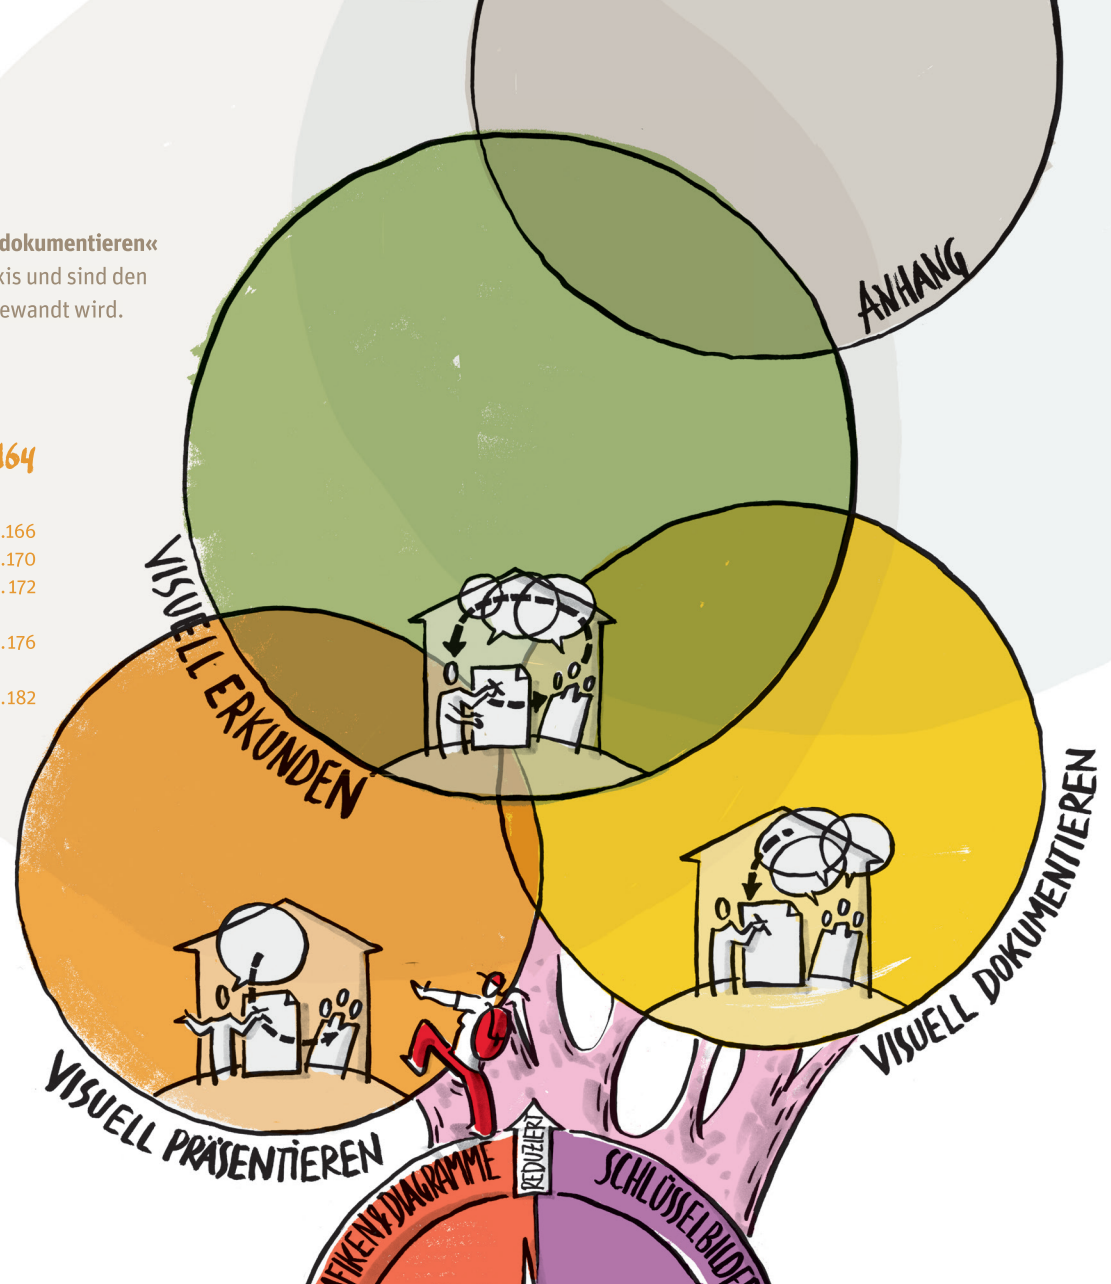 dokumentieren«
xis und sind den
ewandt wird.
ANHANG
164
.166
.170
.172
.176
.182
VISUELL ERKUNDEN
VISUELL DOKUMENTIEREN
VISUELL PRÄSENTIEREN
REDUZIERT
FIKEN & DIAGRAMME
SCHLÜSSELBILDE